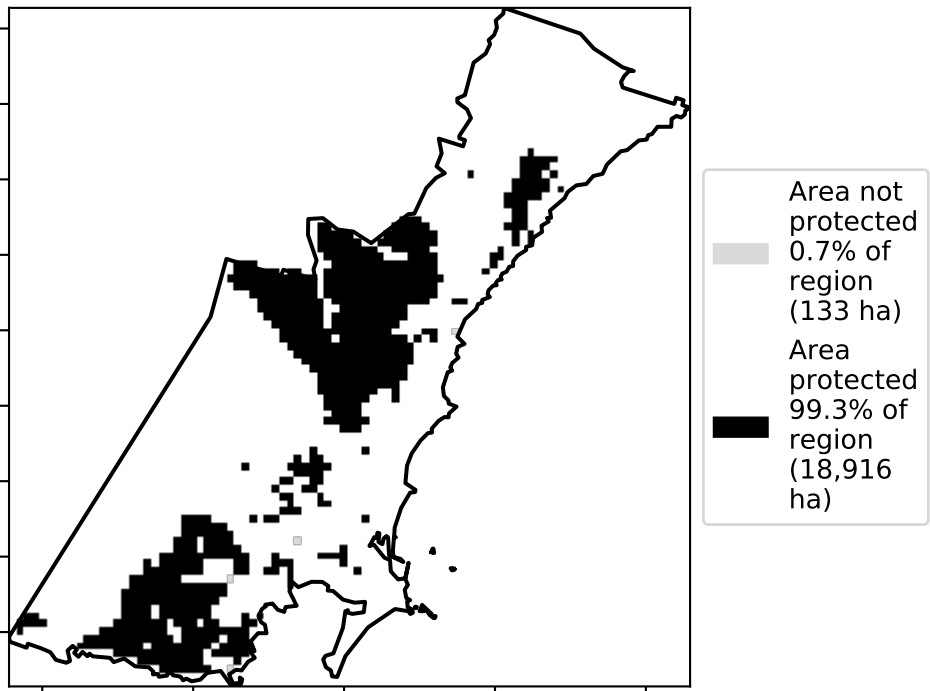 Area not
protected
0.7% of
region
(133 ha)
Area
protected
99.3% of
region
(18,916
ha)